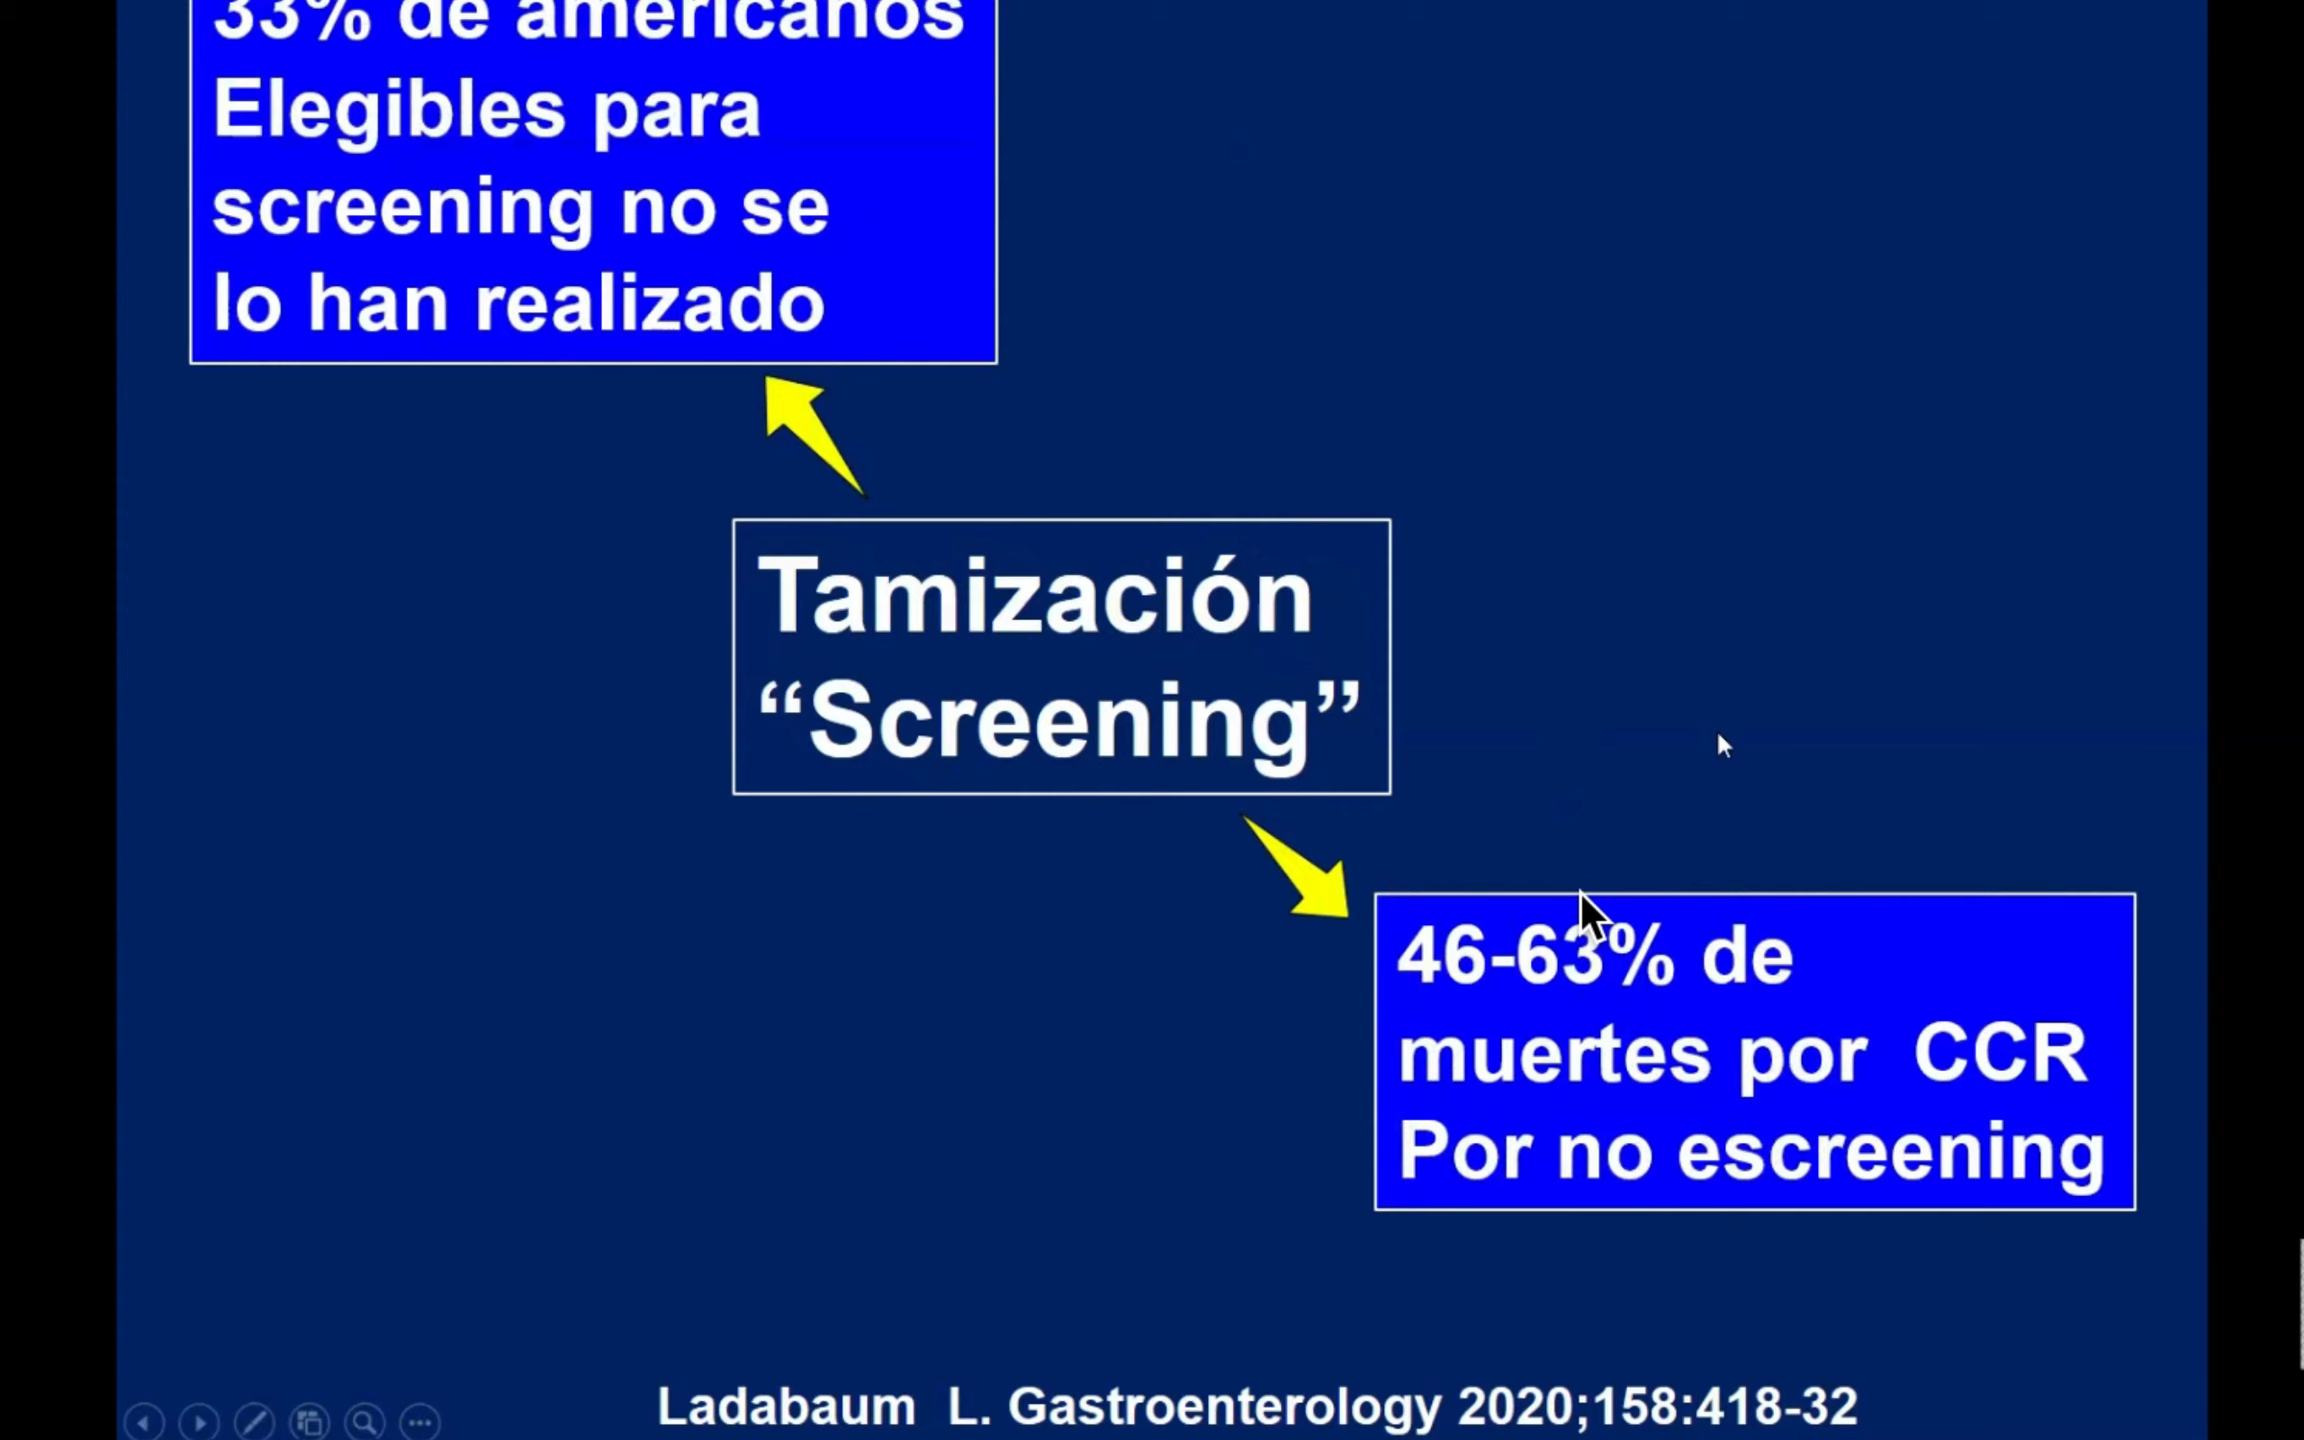 33% de americanos
Elegibles para
screening no se
lo han realizado
Tamización
“Screening”
46-63% de
muertes por  CCR
Por no escreening
Ladabaum  L. Gastroenterology 2020;158:418-32